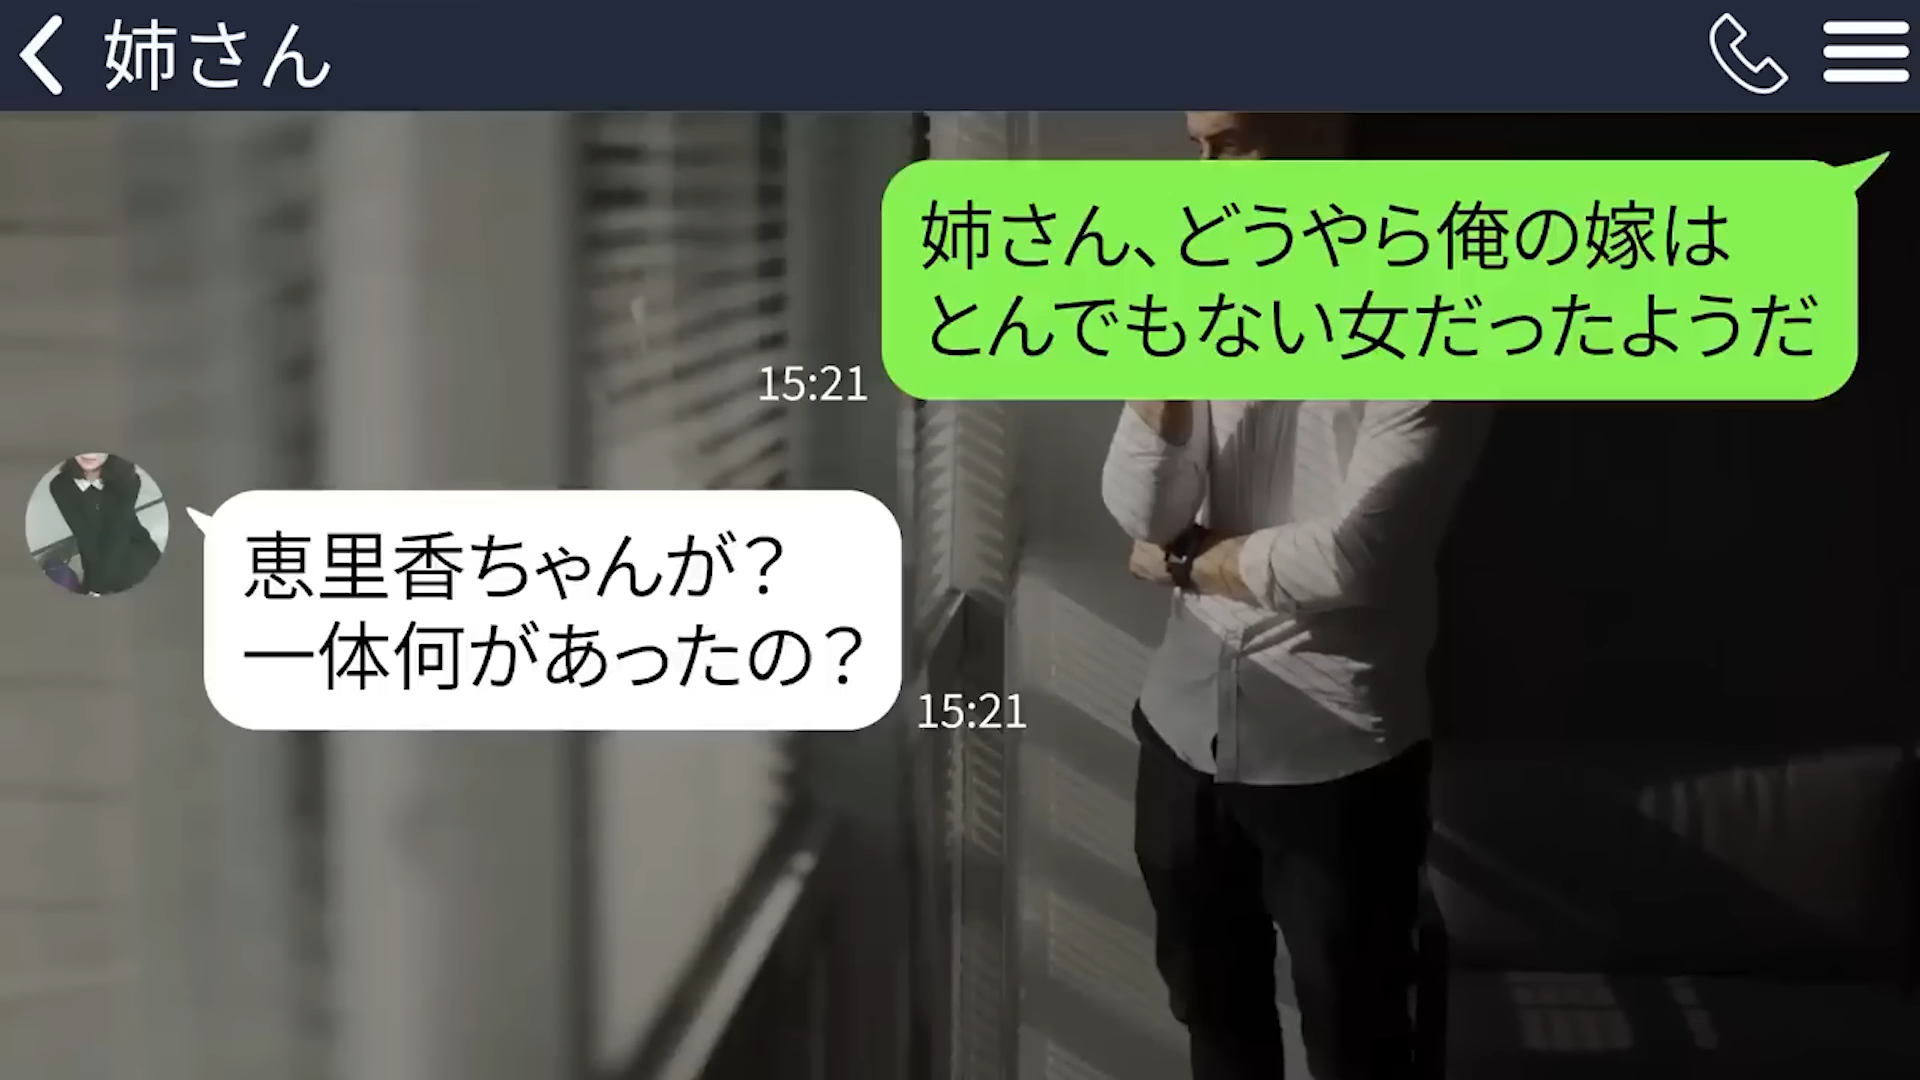 姉さん
姉さん、どうやら俺の嫁は
とんでもない女だったようだ
15:21
恵里香ちゃんが？
一体何があったの？
15:21